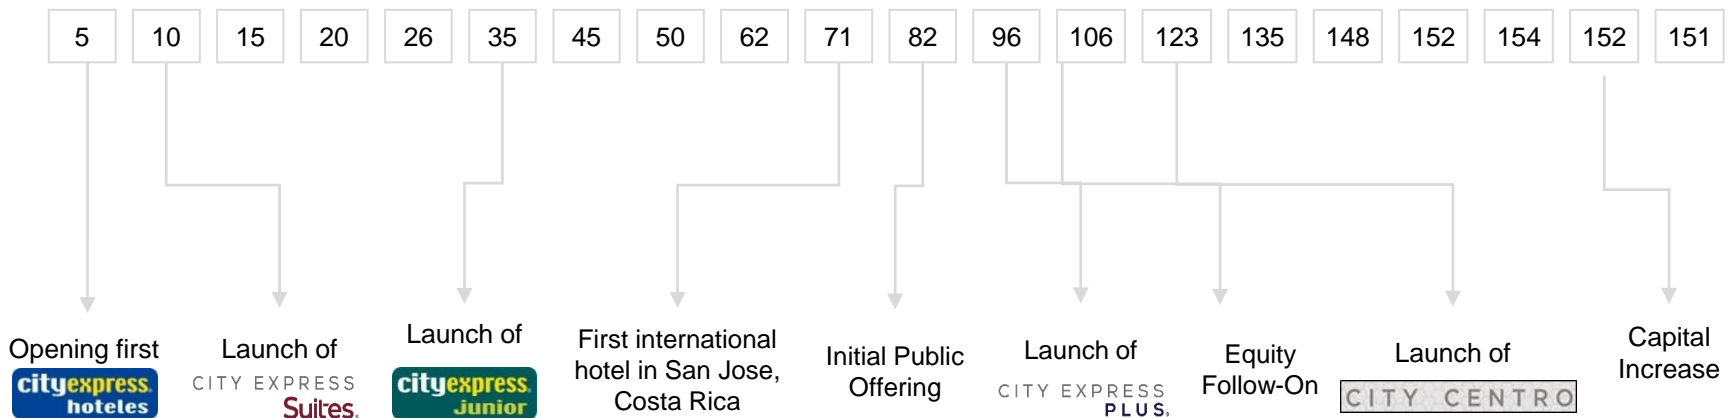 5 10 15 20 26 35 45 50 62 71 82 96 106 123 135 148 152 154 152 151
Opening first
cityexpress.
hoteles
Launch of
CITY EXPRESS
Suites.
Launch of
cityexpress.
junior
First international
hotel in San Jose,
Costa Rica
Initial Public
Offering
Launch of
CITY EXPRESS
PLUS.
Equity
Follow-On
Launch of
CITY CENTRO
Capital
Increase